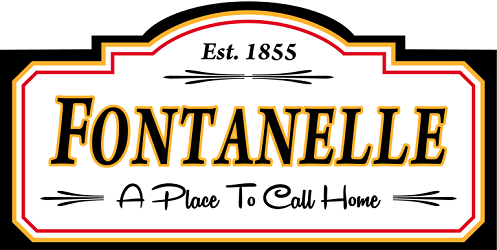 Est. 1855
FONTANELLE
A Place To Call Home